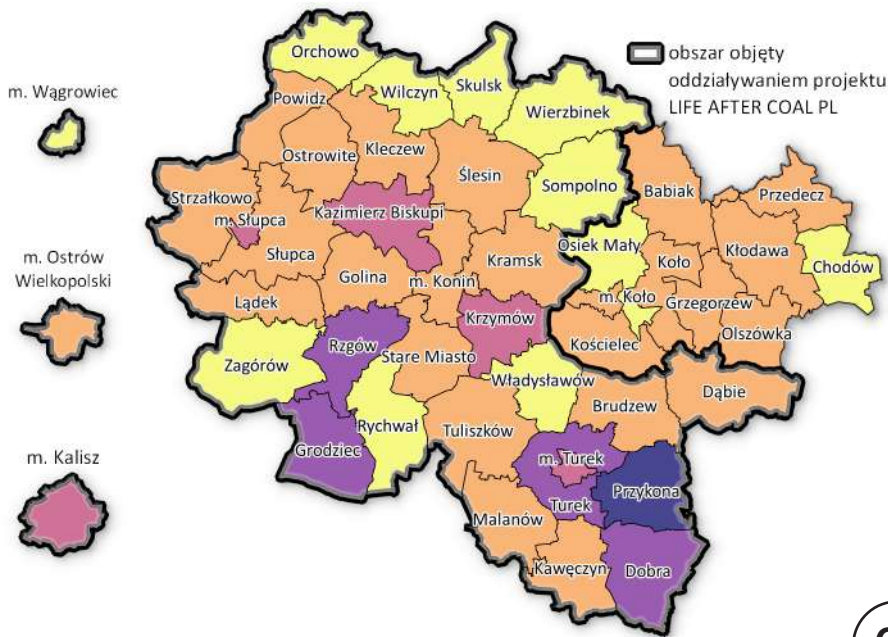 Orchowo
obszar objęty
oddziaływaniem projektu
LIFE AFTER COAL PL
m. Wągrowiec
Powidz
Wilczyn
Skulsk
Wierzbinek
Ostrowite
Kleczew
Ślesin
Sompolno
Babiak
Przedecz
Strzałkowo
m. Słupca
Kazimierz Biskupi
Słupca
Osiek Mały
Kłodawa
Chodów
m. Ostrów
Wielkopolski
Golina
m. Konin
Kramsk
Koło
Lądek
m. Koło
Grzegorzew
Krzymów
Olszówka
Rzgów
Stare Miasto
Kościelec
Zagórów
Władysławów
Dąbie
Brudzew
Rychwał
Tuliszków
Grodziec
m. Kalisz
m. Turek
Przykona
Turek
Malanów
Kawęczyn
Dobra